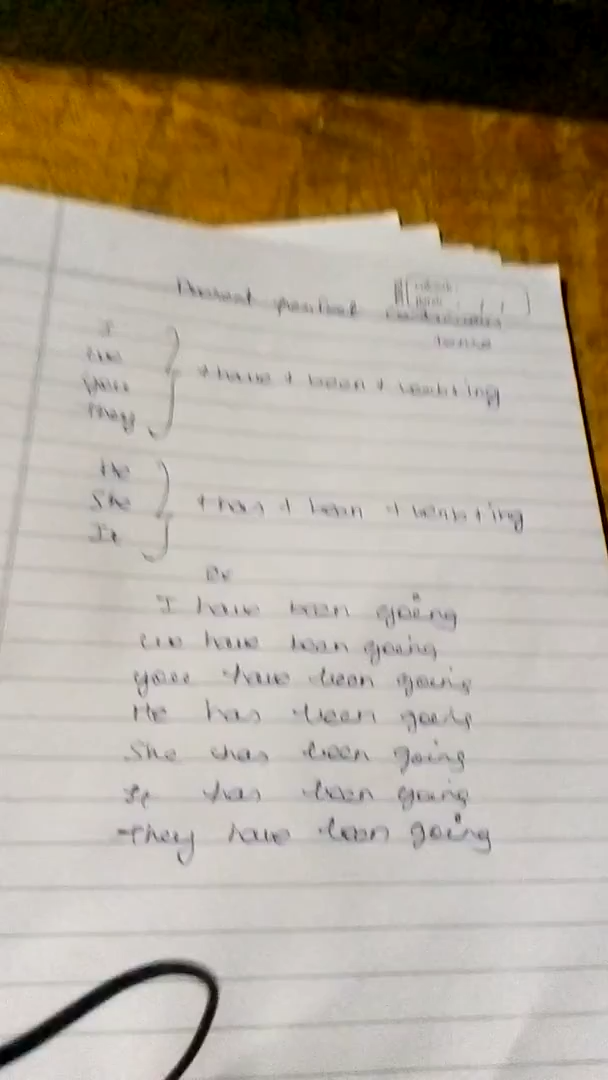 Present perfect continuous
tense
I
we
you
they
+ have + been + verb + ing
He
She
It
+ has + been + verb + ing
Ex
I have been going
we have been going
you have been going
He has been going
She has been going
It has been going
They have been going